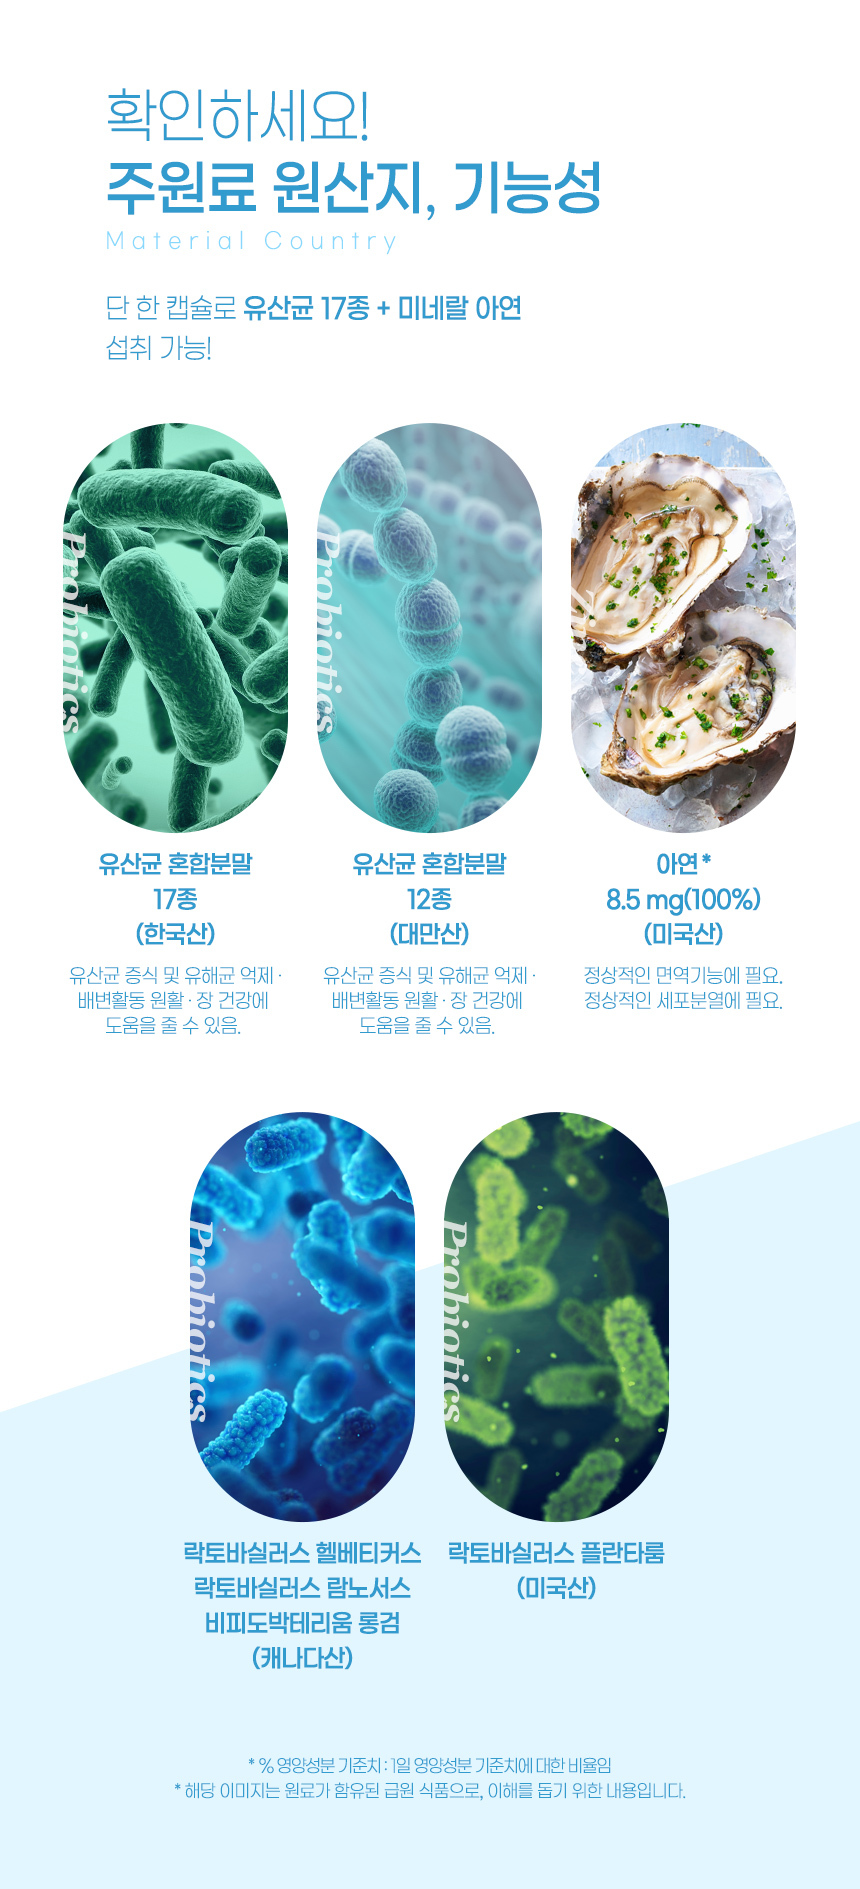 확인하세요!
주원료 원산지, 기능성
Material Country
단 한 캡슐로 유산균 17종 + 미네랄 아연
섭취 가능!
Probiotics
Probiotics
유산균 혼합분말
17종
(한국산)
유산균 증식 및 유해균 억제 ·
배변활동 원활 · 장 건강에
도움을 줄 수 있음.
유산균 혼합분말
12종
(대만산)
유산균 증식 및 유해균 억제 ·
배변활동 원활 · 장 건강에
도움을 줄 수 있음.
아연*
8.5 mg(100%)
(미국산)
정상적인 면역기능에 필요.
정상적인 세포분열에 필요.
Probiotics
Probiotics
락토바실러스 헬베티커스
락토바실러스 람노서스
비피도박테리움 롱검
(캐나다산)
락토바실러스 플란타룸
(미국산)
* % 영양성분 기준치 : 1일 영양성분 기준치에 대한 비율임
* 해당 이미지는 원료가 함유된 급원 식품으로, 이해를 돕기 위한 내용입니다.